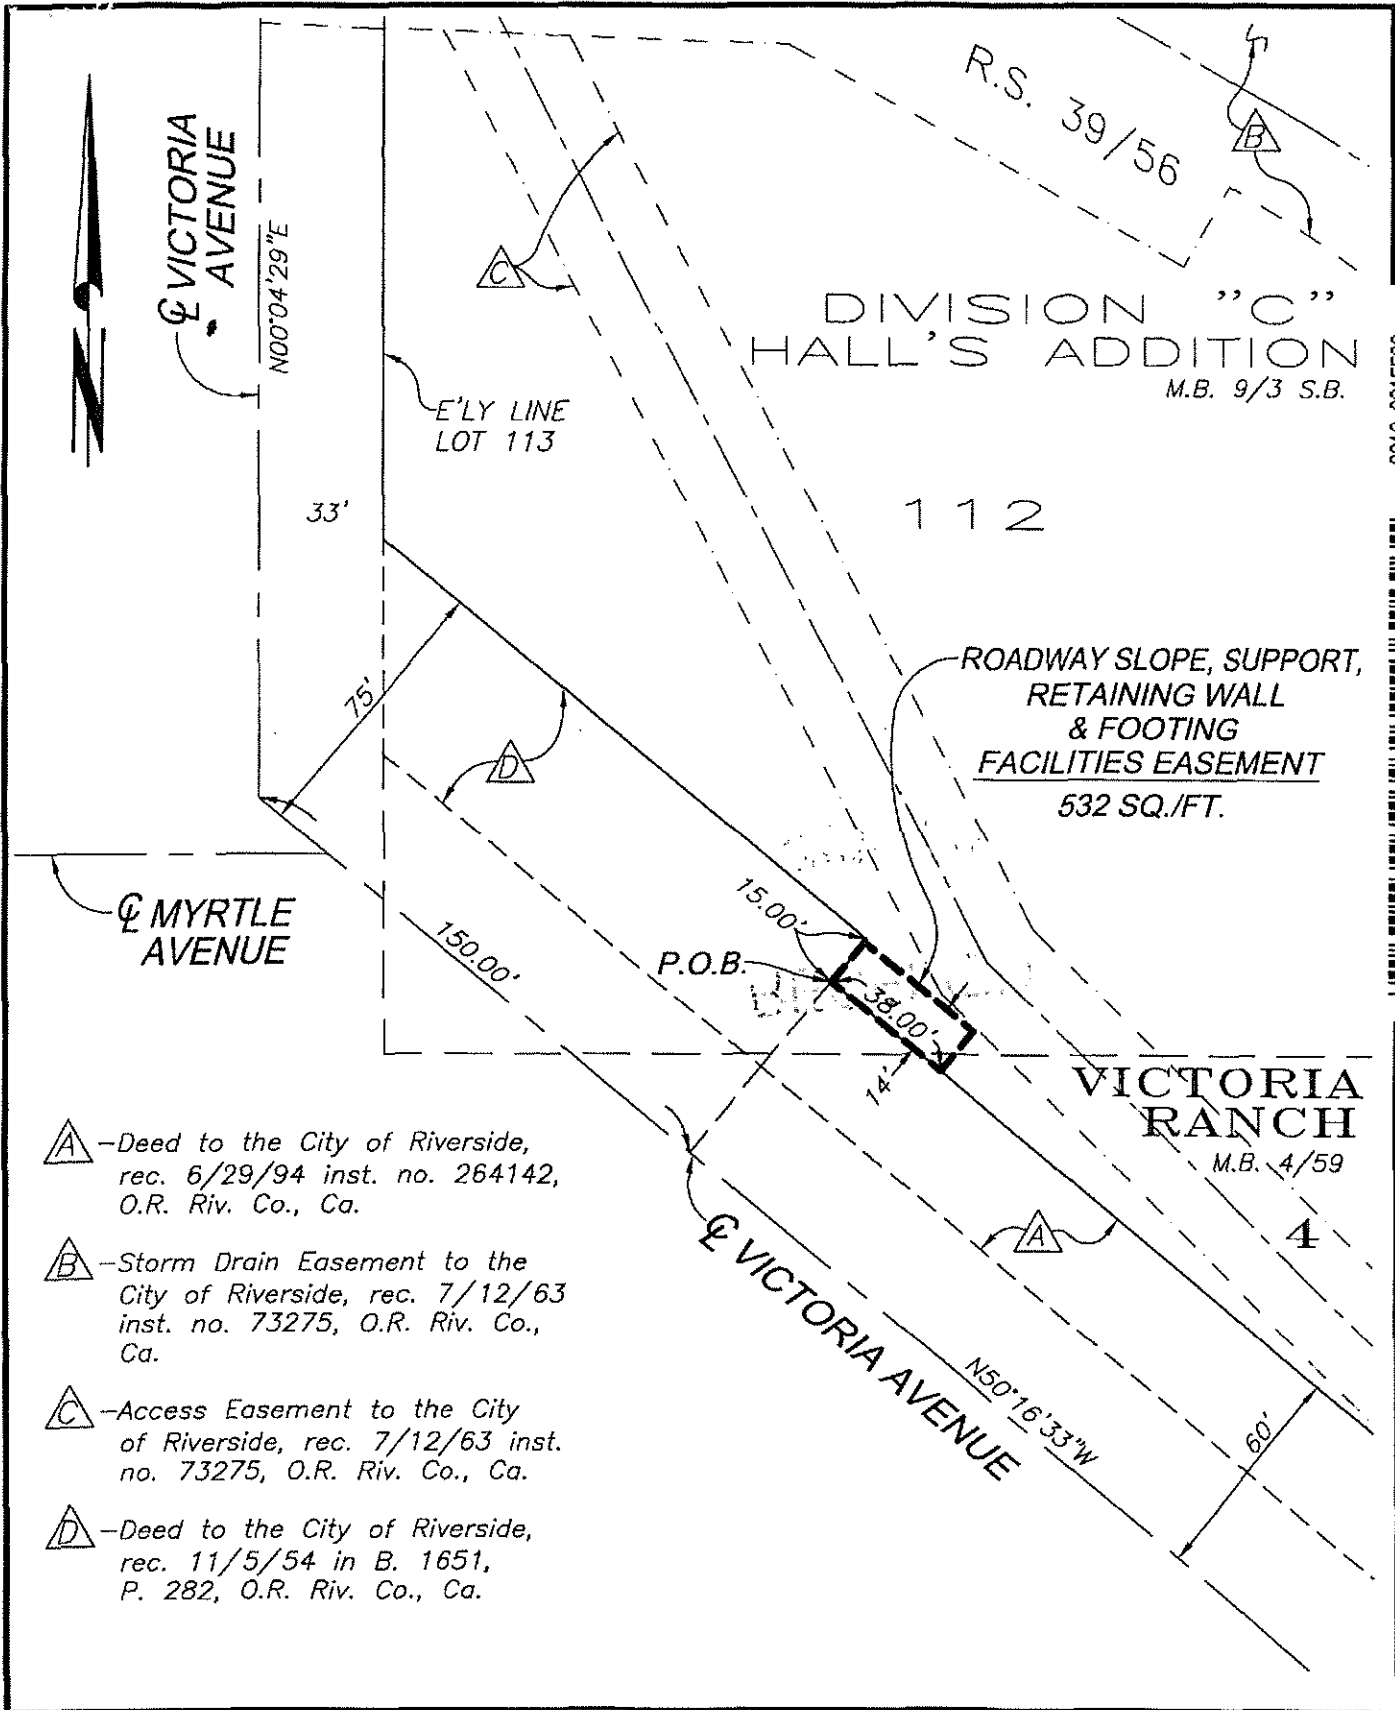 ℄ VICTORIA
AVENUE
N00°04'29"E
R.S. 39/56
B
C
DIVISION "C"
HALL'S ADDITION
M.B. 9/3 S.B.
E'LY LINE
LOT 113
33'
112
75'
D
ROADWAY SLOPE, SUPPORT,
RETAINING WALL
& FOOTING
FACILITIES EASEMENT
532 SQ./FT.
℄ MYRTLE
AVENUE
150.00'
15.00'
P.O.B.
38.00'
14'
VICTORIA
RANCH
M.B. 4/59
4
A
℄ VICTORIA AVENUE
N50°16'33"W
60'
A -Deed to the City of Riverside,
rec. 6/29/94 inst. no. 264142,
O.R. Riv. Co., Ca.
B -Storm Drain Easement to the
City of Riverside, rec. 7/12/63
inst. no. 73275, O.R. Riv. Co.,
Ca.
C -Access Easement to the City
of Riverside, rec. 7/12/63 inst.
no. 73275, O.R. Riv. Co., Ca.
D -Deed to the City of Riverside,
rec. 11/5/54 in B. 1651,
P. 282, O.R. Riv. Co., Ca.